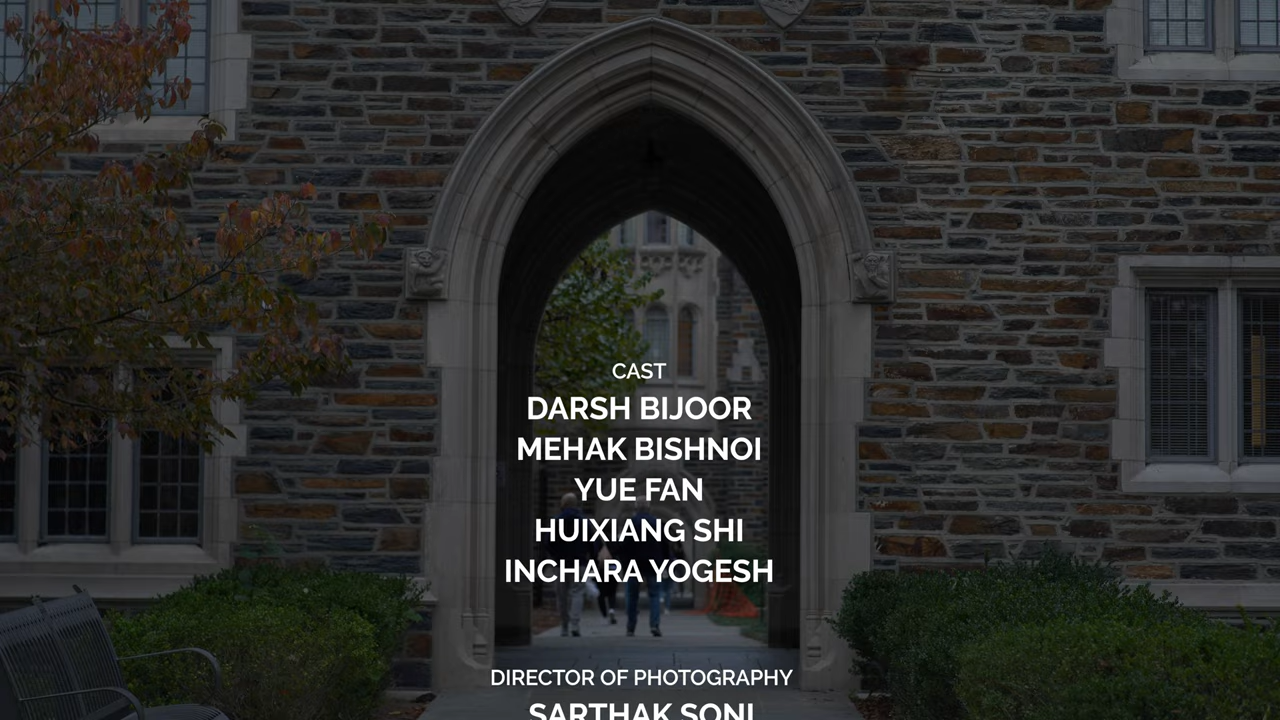 CAST
DARSH BIJOOR
MEHAK BISHNOI
YUE FAN
HUIXIANG SHI
INCHARA YOGESH
DIRECTOR OF PHOTOGRAPHY
SARTHAK SONI